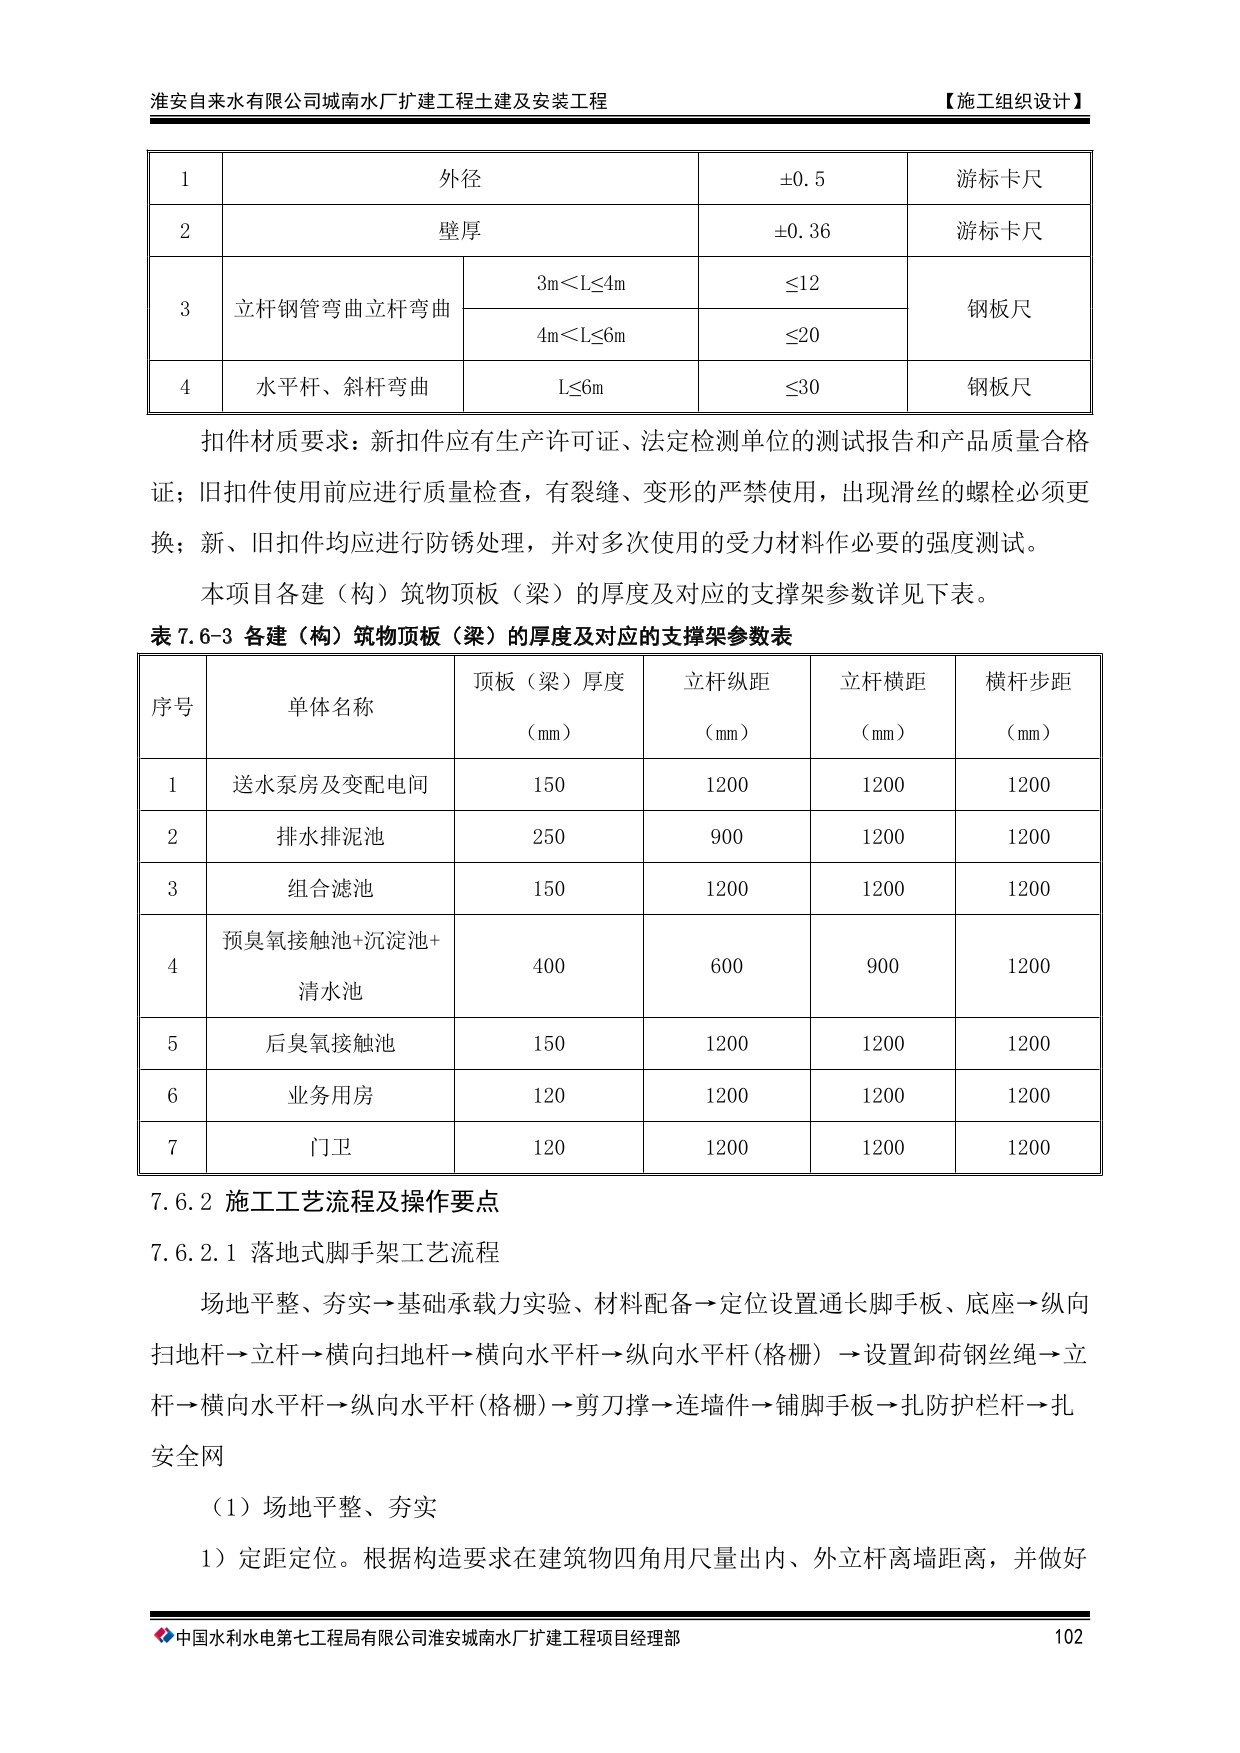 淮安自来水有限公司城南水厂扩建工程土建及安装工程 【施工组织设计】
1 外径 ±0.5 游标卡尺
2 壁厚 ±0.36 游标卡尺
3 立杆钢管弯曲立杆弯曲 3m＜L≤4m ≤12 钢板尺
4m＜L≤6m ≤20
4 水平杆、斜杆弯曲 L≤6m ≤30 钢板尺
扣件材质要求：新扣件应有生产许可证、法定检测单位的测试报告和产品质量合格
证；旧扣件使用前应进行质量检查，有裂缝、变形的严禁使用，出现滑丝的螺栓必须更
换；新、旧扣件均应进行防锈处理，并对多次使用的受力材料作必要的强度测试。
本项目各建（构）筑物顶板（梁）的厚度及对应的支撑架参数详见下表。
表 7.6-3 各建（构）筑物顶板（梁）的厚度及对应的支撑架参数表
序号 单体名称 顶板（梁）厚度 立杆纵距 立杆横距 横杆步距
（mm） （mm） （mm） （mm）
1 送水泵房及变配电间 150 1200 1200 1200
2 排水排泥池 250 900 1200 1200
3 组合滤池 150 1200 1200 1200
4 预臭氧接触池+沉淀池+ 400 600 900 1200
清水池
5 后臭氧接触池 150 1200 1200 1200
6 业务用房 120 1200 1200 1200
7 门卫 120 1200 1200 1200
7.6.2 施工工艺流程及操作要点
7.6.2.1 落地式脚手架工艺流程
场地平整、夯实→基础承载力实验、材料配备→定位设置通长脚手板、底座→纵向
扫地杆→立杆→横向扫地杆→横向水平杆→纵向水平杆(格栅) →设置卸荷钢丝绳→立
杆→横向水平杆→纵向水平杆(格栅)→剪刀撑→连墙件→铺脚手板→扎防护栏杆→扎
安全网
（1）场地平整、夯实
1）定距定位。根据构造要求在建筑物四角用尺量出内、外立杆离墙距离，并做好
中国水利水电第七工程局有限公司淮安城南水厂扩建工程项目经理部 102